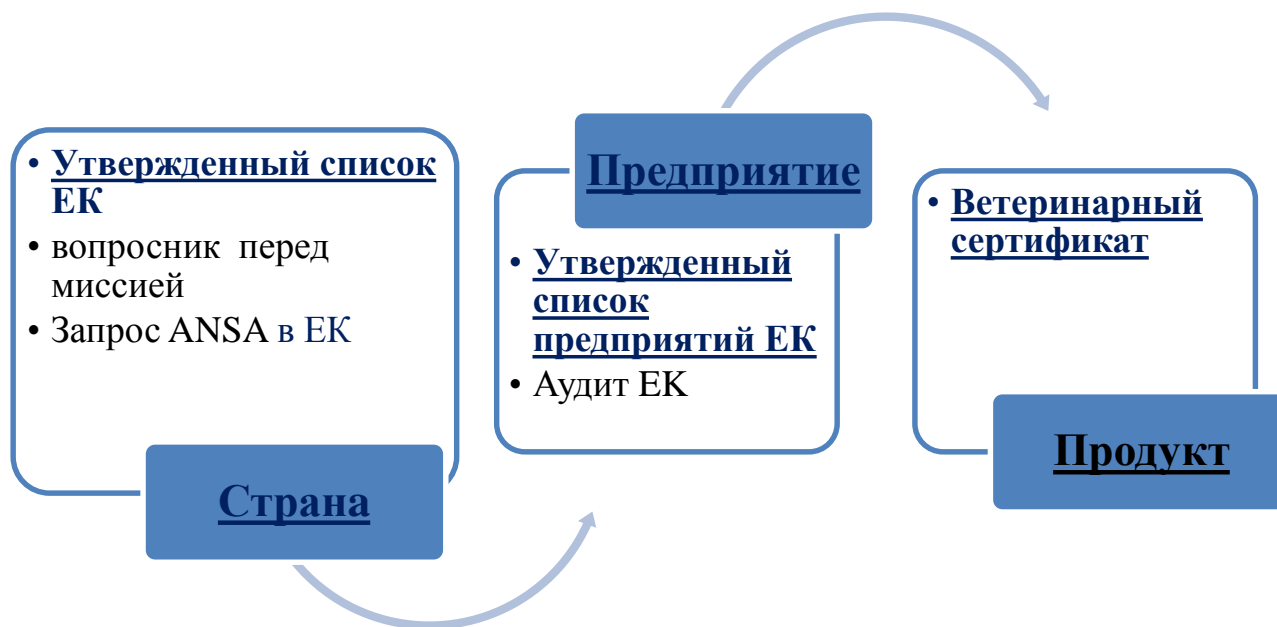 • Утвержденный список
ЕК
• вопросник перед
миссией
• Запрос ANSA в ЕК
Страна
Предприятие
• Утвержденный
список
предприятий ЕК
• Аудит ЕК
• Ветеринарный
сертификат
Продукт